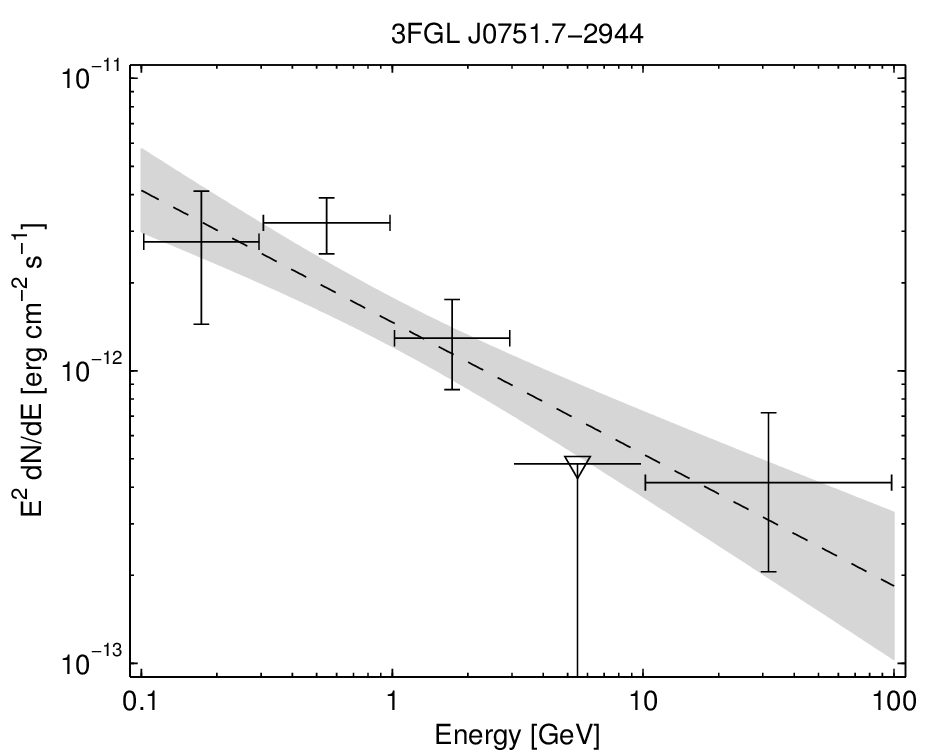 3FGL J0751.7−2944
10⁻¹¹
10⁻¹²
10⁻¹³
E² dN/dE [erg cm⁻² s⁻¹]
0.1 1 10 100
Energy [GeV]